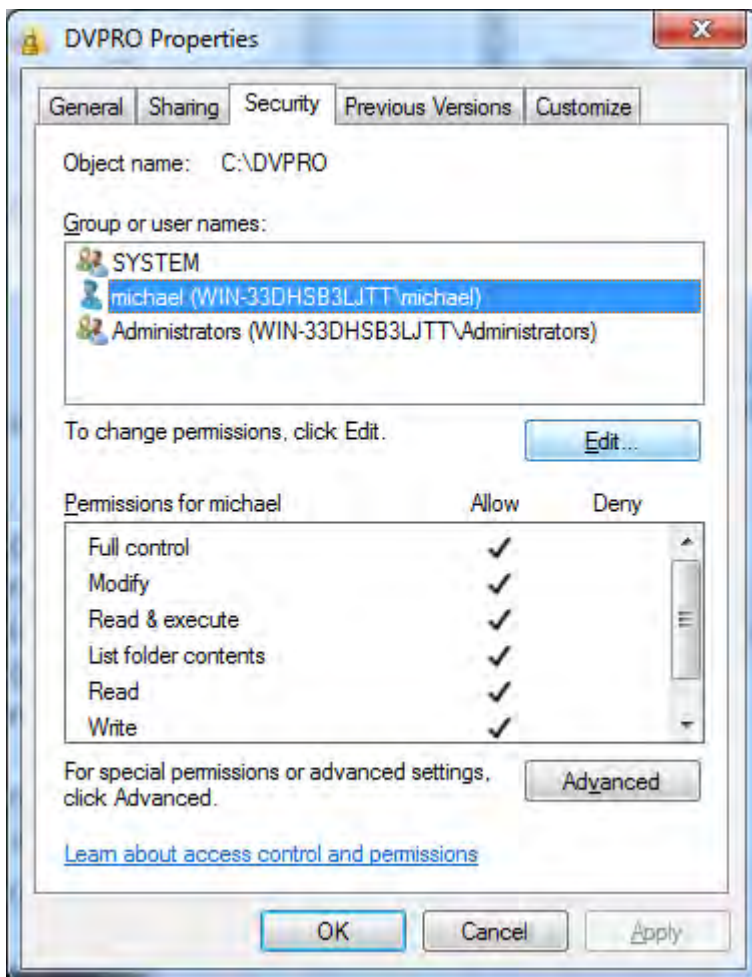 DVPRO Properties
General Sharing Security Previous Versions Customize
Object name: C:\DVPRO
Group or user names:
SYSTEM
michael (WIN-33DHSB3LJTT\michael)
Administrators (WIN-33DHSB3LJTT\Administrators)
To change permissions, click Edit.
Edit...
Permissions for michael Allow Deny
Full control
Modify
Read & execute
List folder contents
Read
Write
For special permissions or advanced settings,
click Advanced.
Advanced
Learn about access control and permissions
OK Cancel Apply